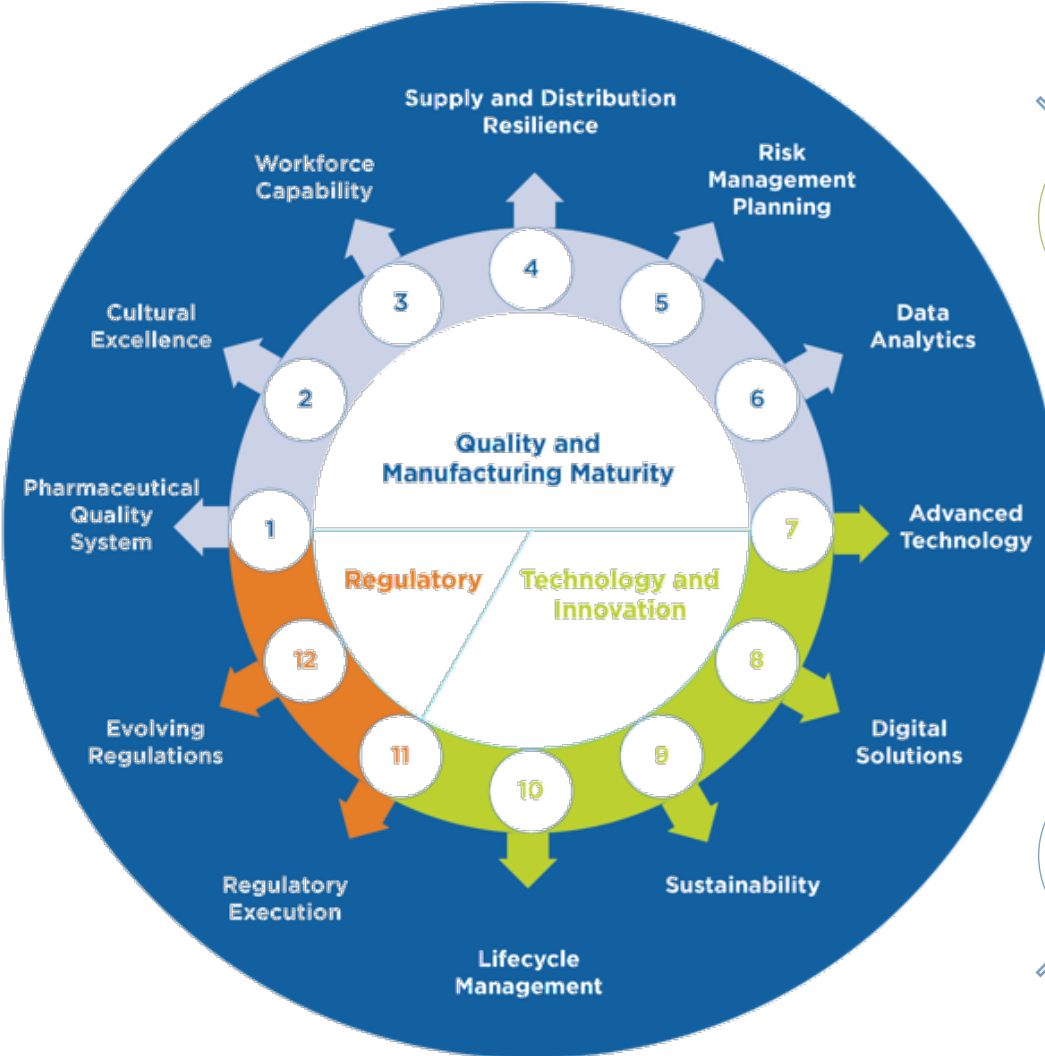 Supply and Distribution
Resilience
Workforce
Capability
Risk
Management
Planning
Cultural
Excellence
Data
Analytics
Pharmaceutical
Quality
System
Advanced
Technology
Evolving
Regulations
Digital
Solutions
Regulatory
Execution
Sustainability
Lifecycle
Management
1
2
3
4
5
6
7
8
9
10
11
12
Quality and
Manufacturing Maturity
Regulatory
Technology and
Innovation